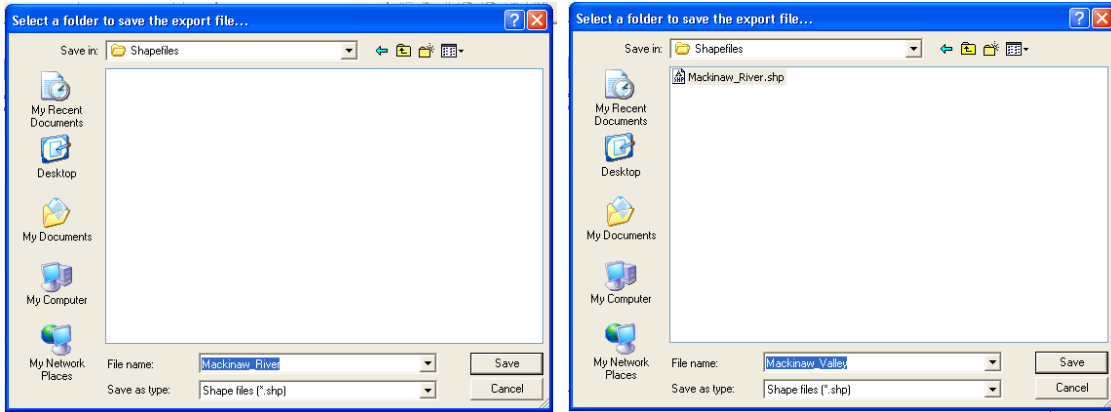 Select a folder to save the export file...
Save in: Shapefiles
My Recent
Documents
Desktop
My Documents
My Computer
My Network
Places
File name: Mackinaw_River Save
Save as type: Shape files (*.shp) Cancel
Select a folder to save the export file...
Save in: Shapefiles
Mackinaw_River.shp
My Recent
Documents
Desktop
My Documents
My Computer
My Network
Places
File name: Mackinaw_Valley Save
Save as type: Shape files (*.shp) Cancel